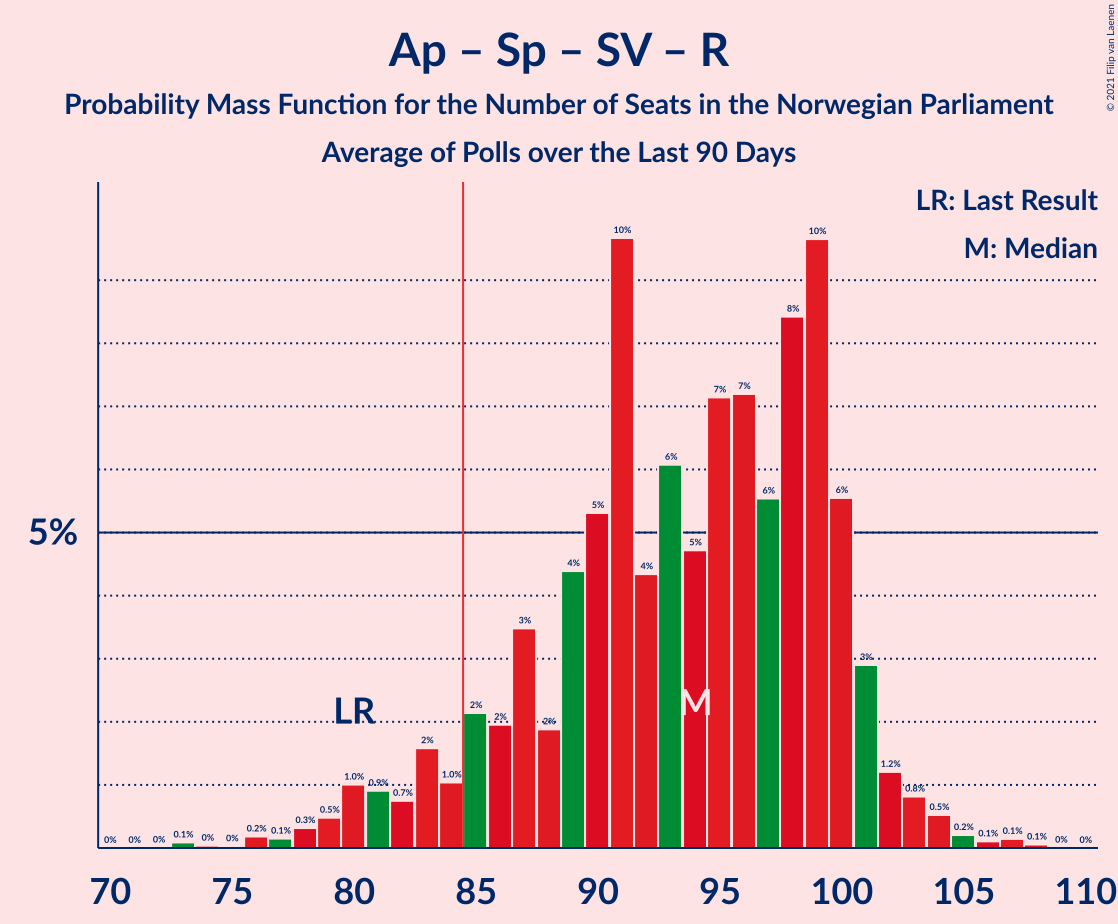 Ap – Sp – SV – R
Probability Mass Function for the Number of Seats in the Norwegian Parliament
Average of Polls over the Last 90 Days
© 2021 Filip van Laenen
LR: Last Result
M: Median
5%
LR
M
0% 0% 0% 0.1% 0% 0% 0.2% 0.1% 0.3% 0.5% 1.0% 0.9% 0.7% 2% 1.0% 2% 2% 3% 2% 4% 5% 10% 4% 6% 5% 7% 7% 6% 8% 10% 6% 3% 1.2% 0.8% 0.5% 0.2% 0.1% 0.1% 0.1% 0% 0%
70 75 80 85 90 95 100 105 110